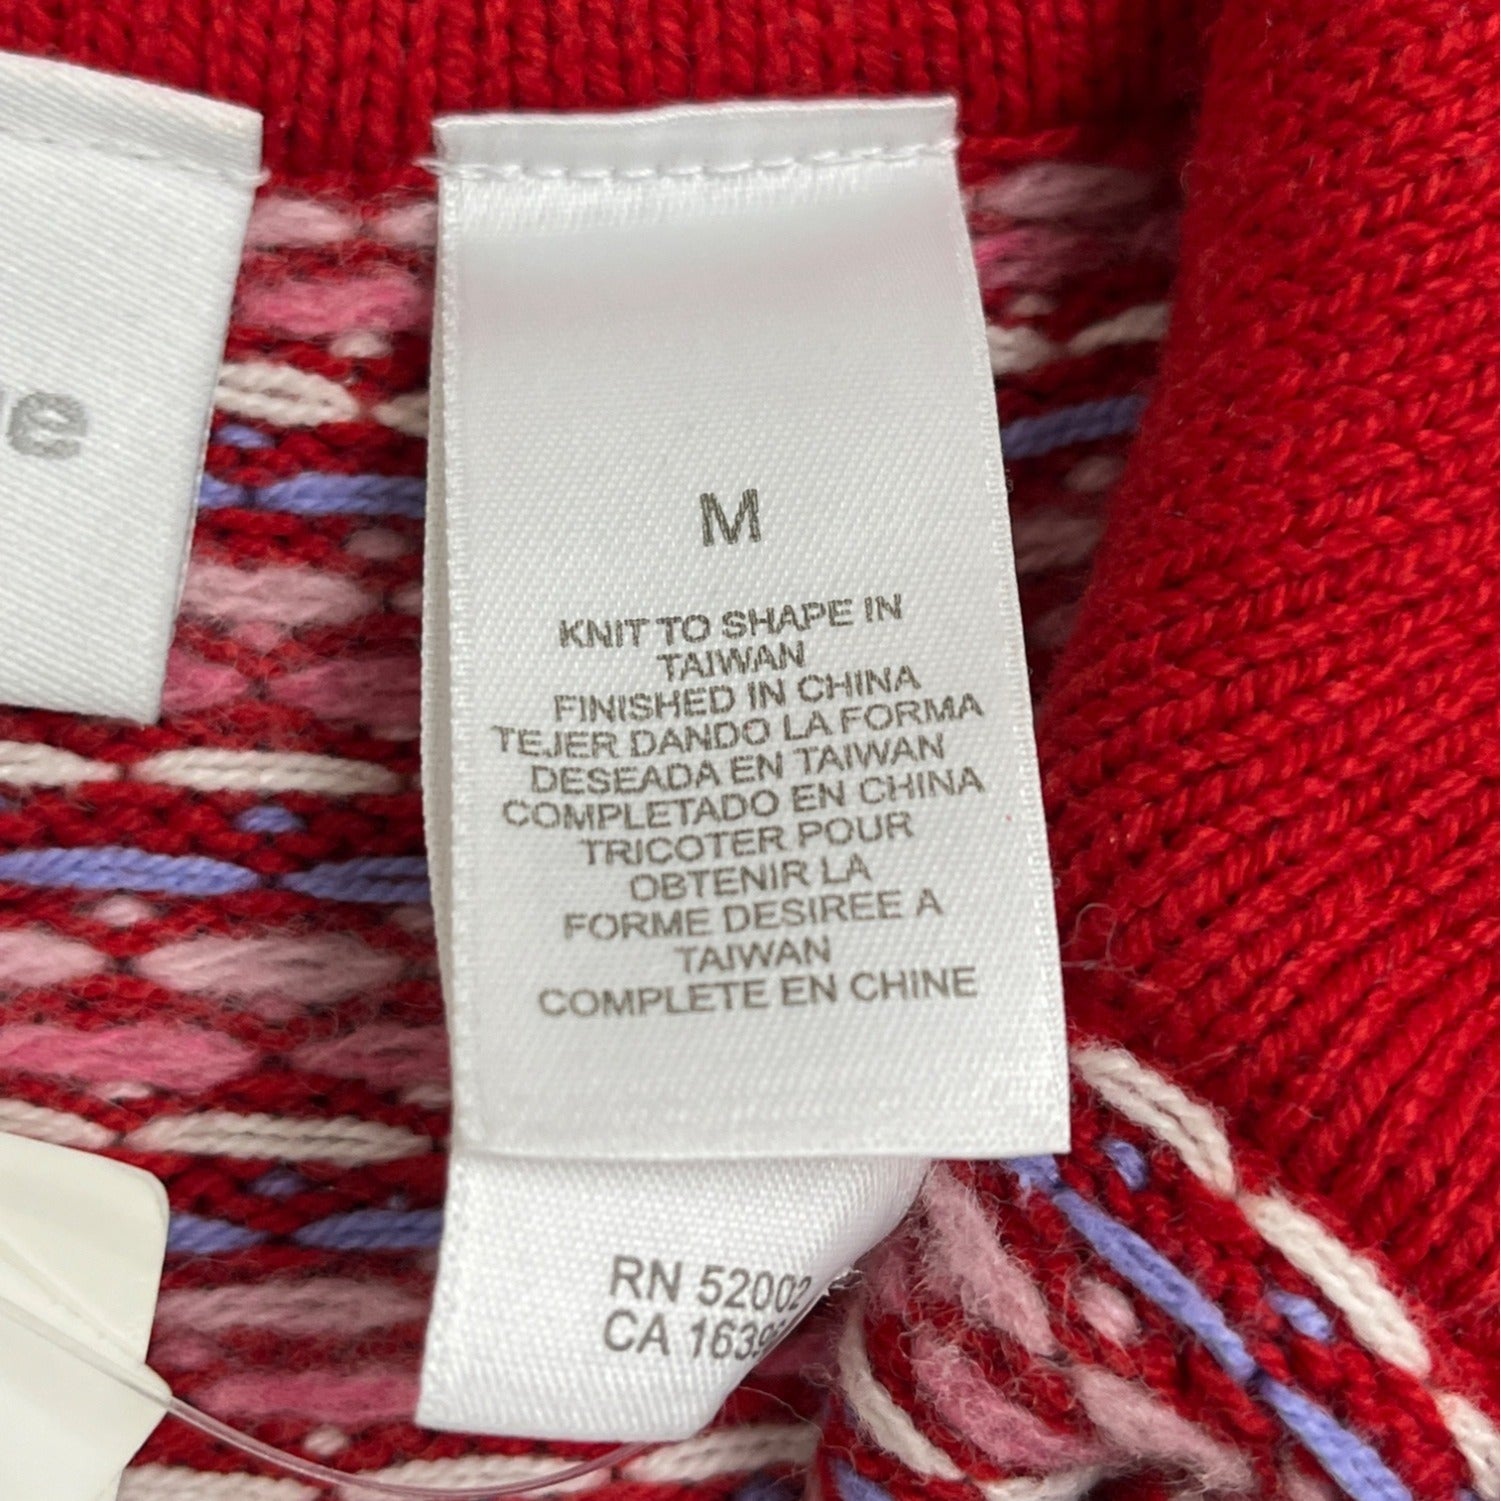 M
KNIT TO SHAPE IN
TAIWAN
FINISHED IN CHINA
TEJER DANDO LA FORMA
DESEADA EN TAIWAN
COMPLETADO EN CHINA
TRICOTER POUR
OBTENIR LA
FORME DESIREE A
TAIWAN
COMPLETE EN CHINE
RN 52002
CA